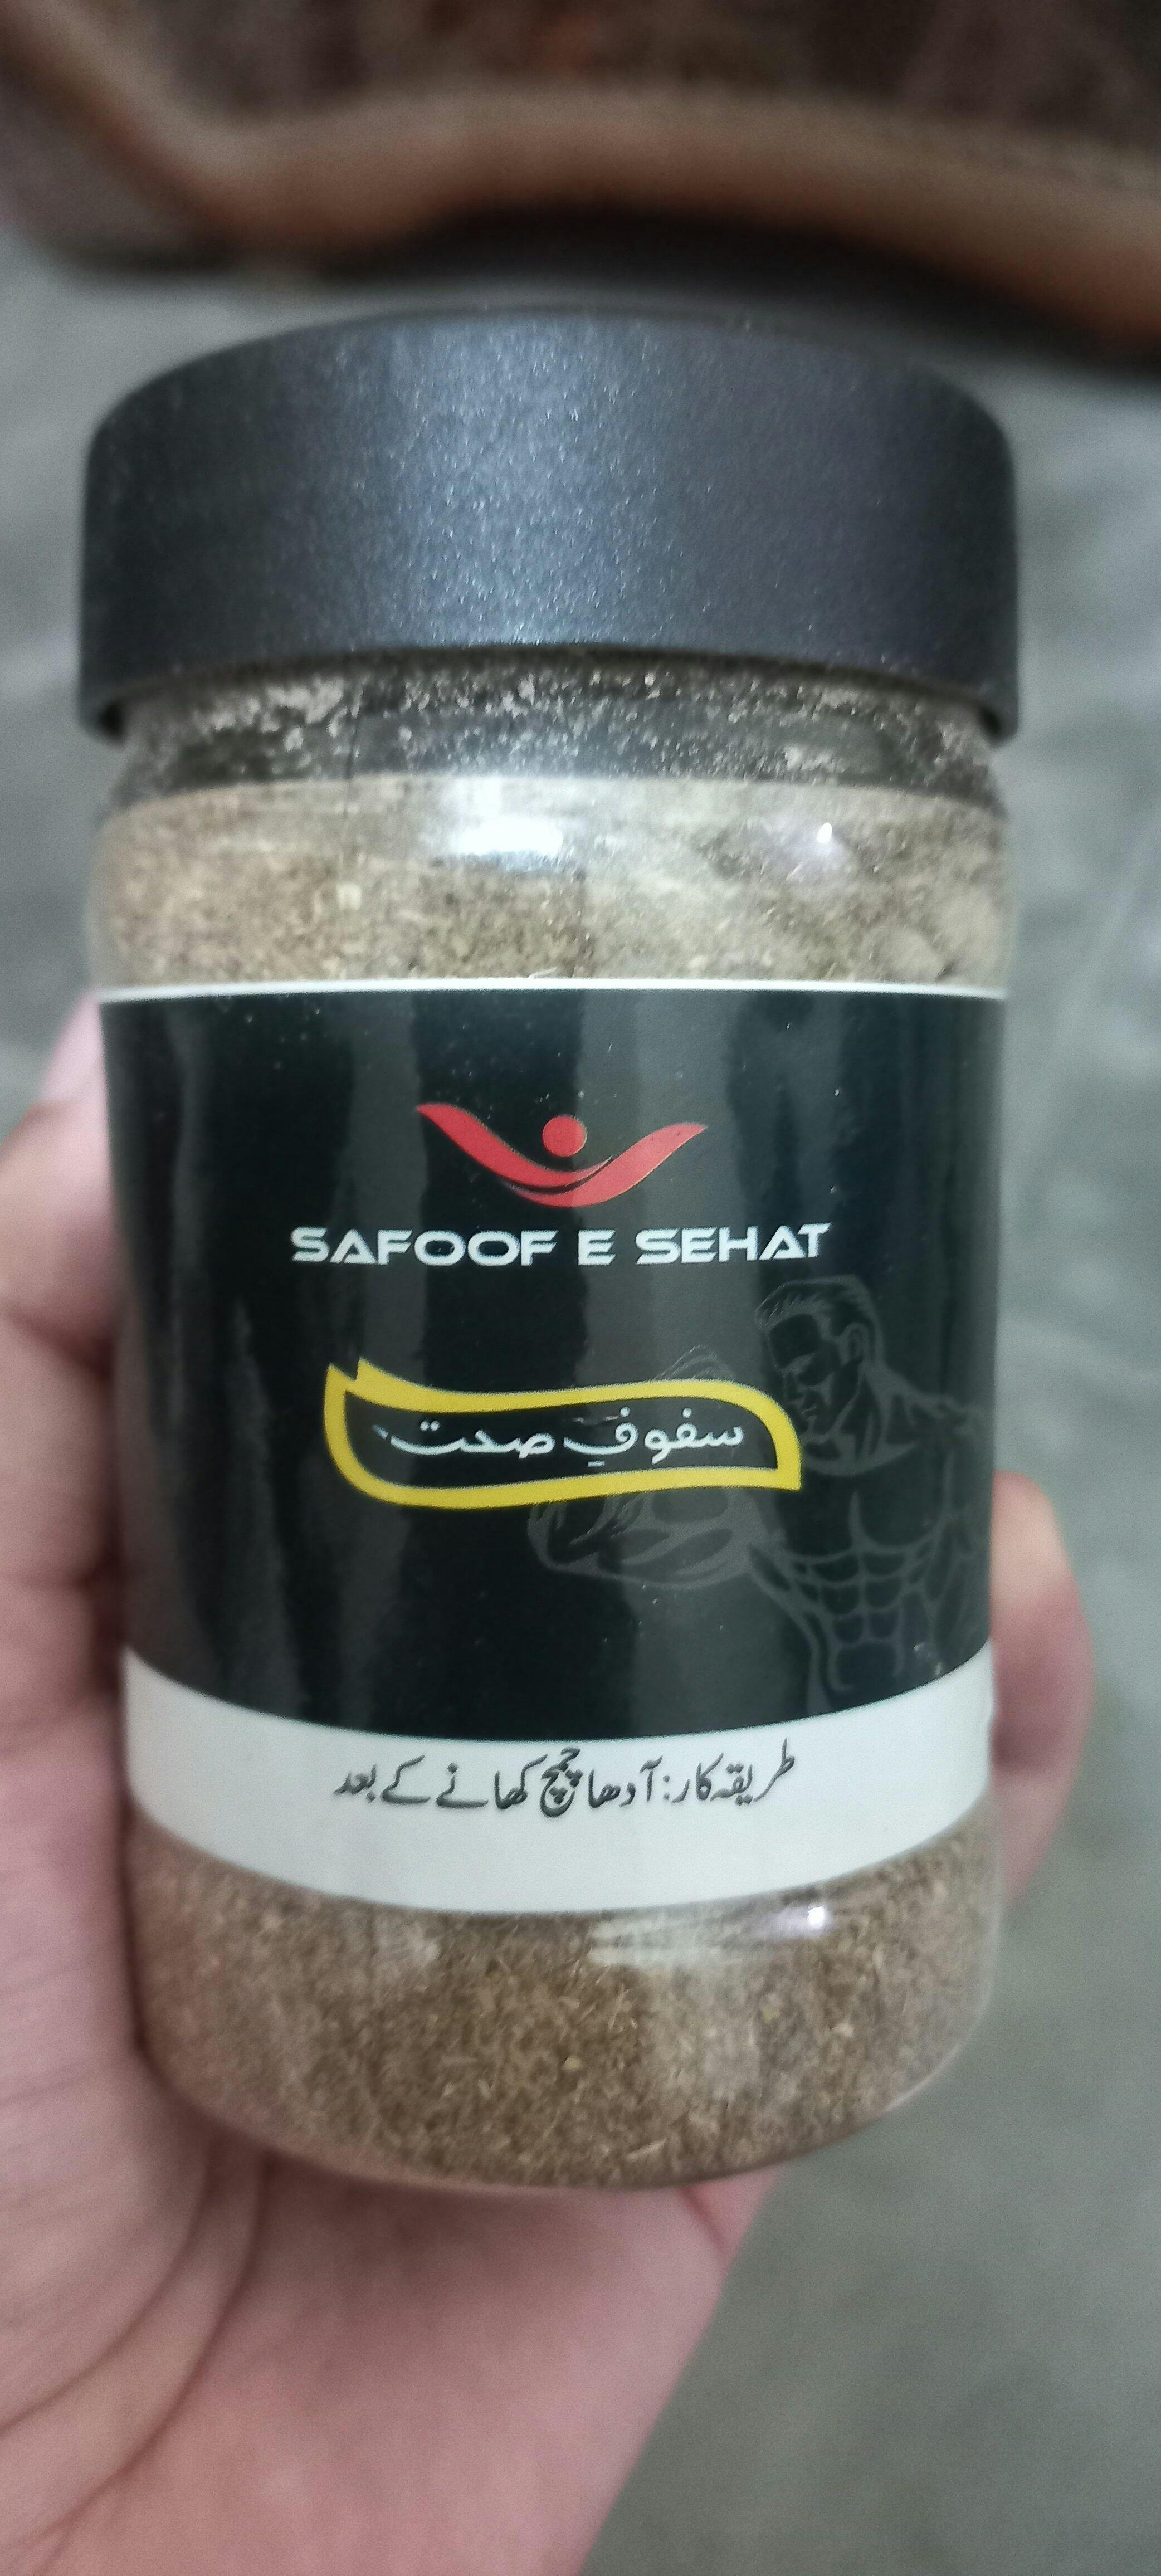 SAFOOF E SEHAT
سفوفِ صحت
طریقہ کار: آدھا چمچ کھانے کے بعد